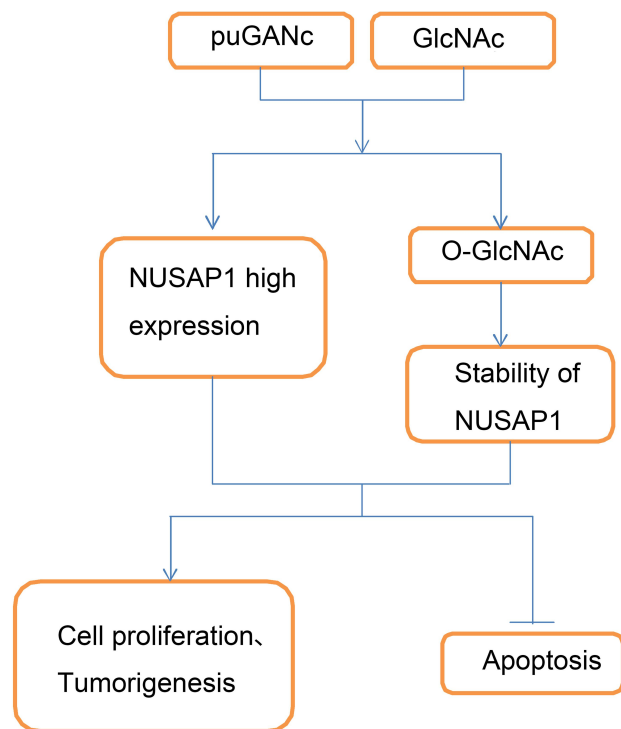 puGANc
GlcNAc
NUSAP1 high
expression
O-GlcNAc
Stability of
NUSAP1
Cell proliferation、
Tumorigenesis
Apoptosis